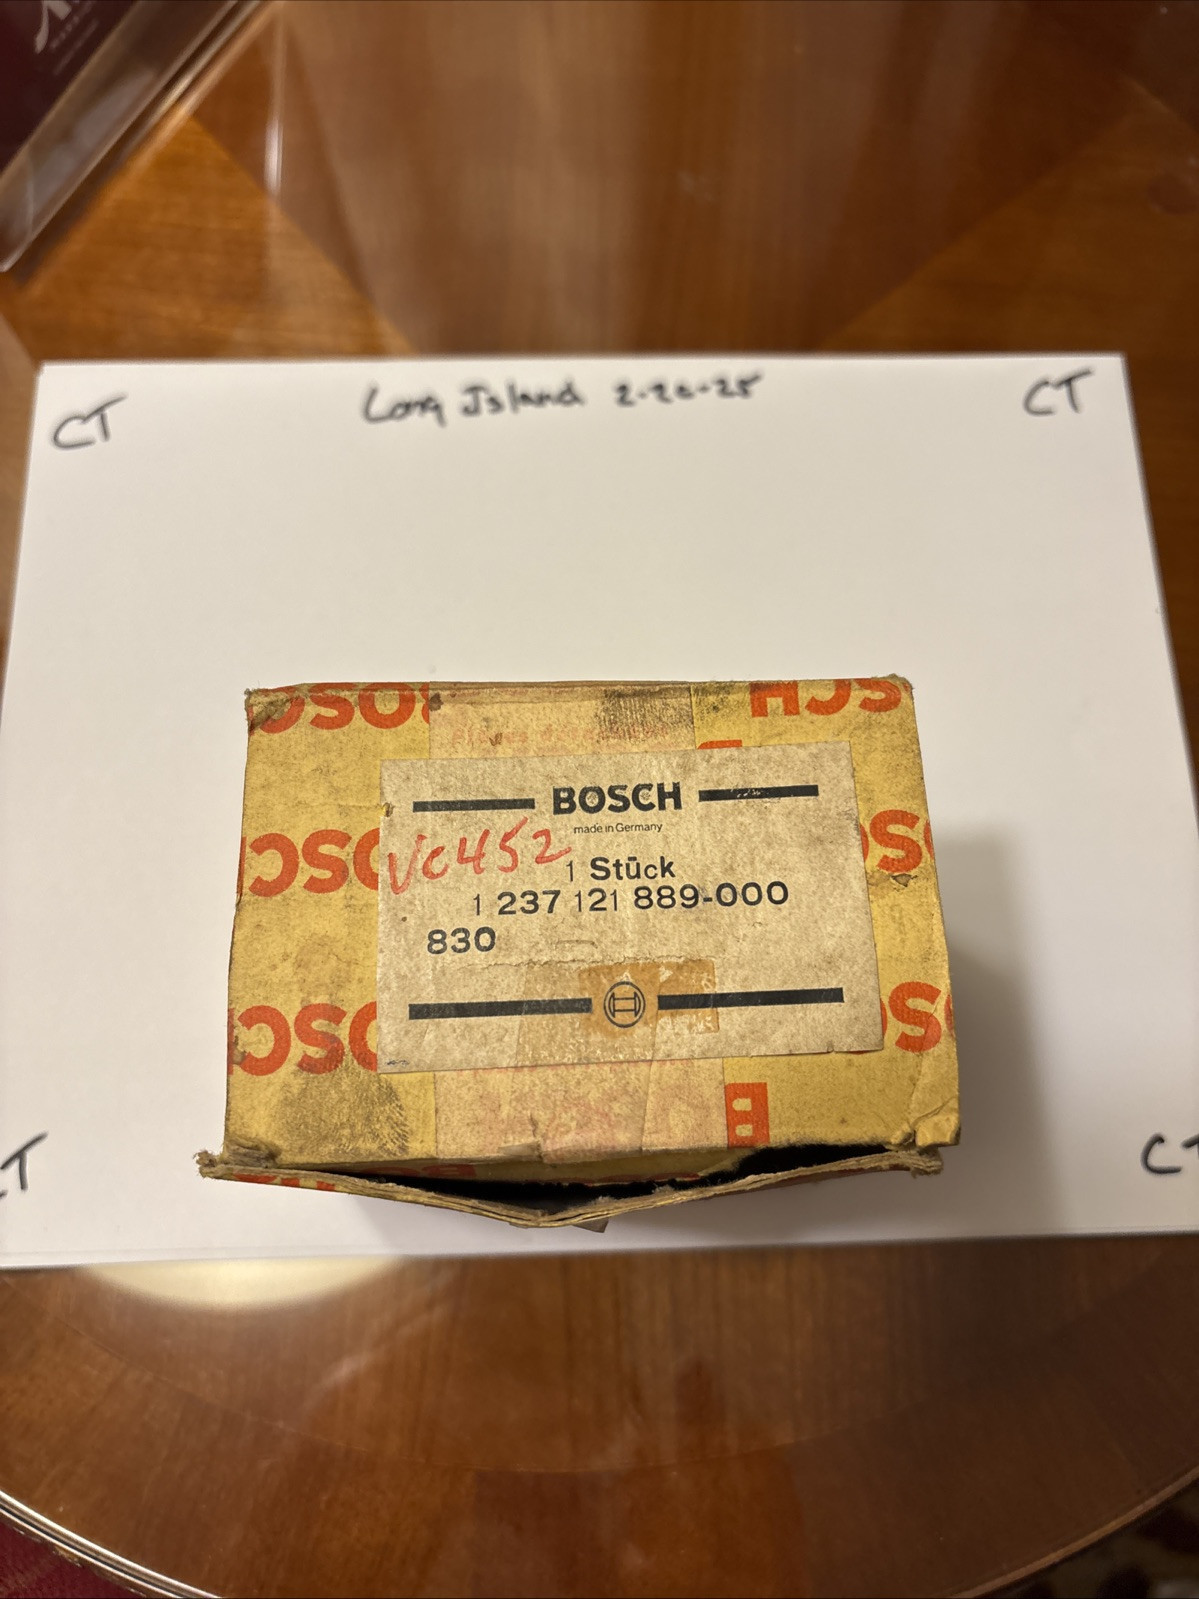 CT
Long Island 2-26-25
CT
BOSCH
made in Germany
VC452
1 Stück
1 237 121 889-000
830
CT
CT